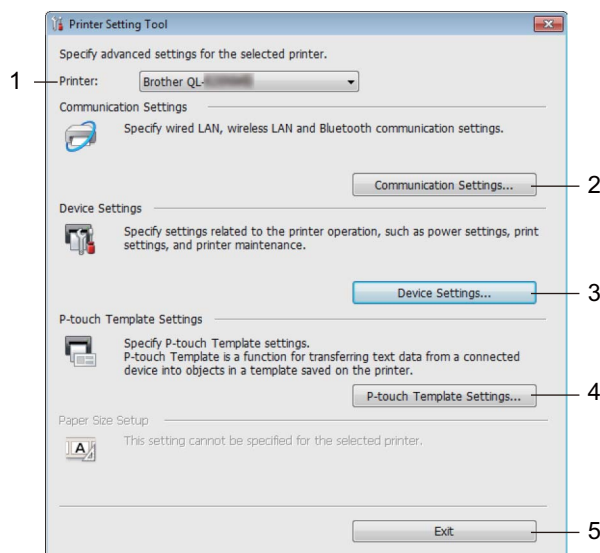 Printer Setting Tool
Specify advanced settings for the selected printer.
1
Printer:
Brother QL-
Communication Settings
Specify wired LAN, wireless LAN and Bluetooth communication settings.
Communication Settings...
2
Device Settings
Specify settings related to the printer operation, such as power settings, print
settings, and printer maintenance.
Device Settings...
3
P-touch Template Settings
Specify P-touch Template settings.
P-touch Template is a function for transferring text data from a connected
device into objects in a template saved on the printer.
P-touch Template Settings...
4
Paper Size Setup
A
This setting cannot be specified for the selected printer.
Exit
5